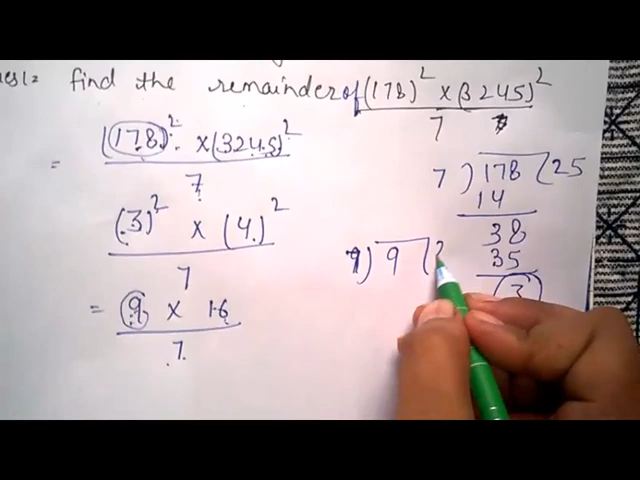 Ques1:- find the remainder of (178)² × (3245)²
7
(178)² × (3245)²
7
=
(3)² × (4)²
7
= 9 × 16
7
7 ) 178 ( 25
14
38
35
3
7 ) 9 (